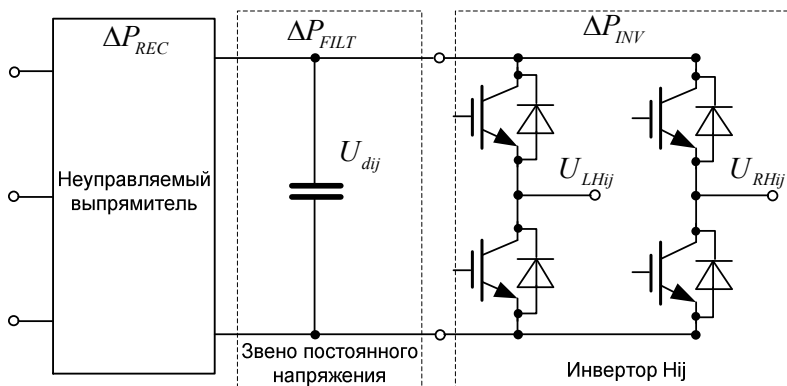 ΔP_REC
ΔP_FILT
ΔP_INV
U_dij
U_LHij
U_RHij
Неуправляемый
выпрямитель
Звено постоянного
напряжения
Инвертор Hij